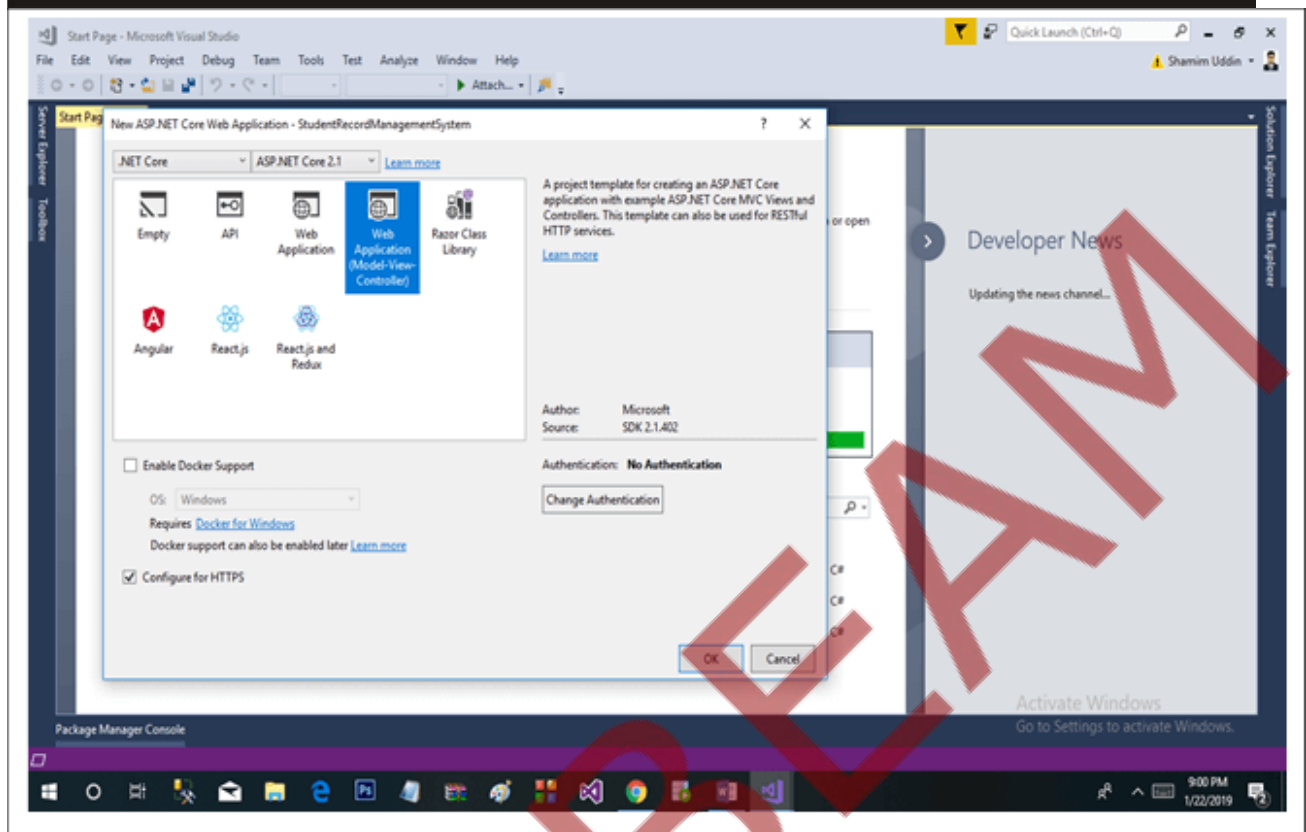 Start Page - Microsoft Visual Studio
Quick Launch (Ctrl+Q)
File Edit View Project Debug Team Tools Test Analyze Window Help
Shamim Uddin
Attach...
Server Explorer
Toolbox
Start Pag
New ASP.NET Core Web Application - StudentRecordManagementSystem
? X
.NET Core
ASP.NET Core 2.1
Learn more
Empty
API
Web
Application
Web
Application
(Model-View-
Controller)
Razor Class
Library
Angular
React.js
React.js and
Redux
A project template for creating an ASP.NET Core
application with example ASP.NET Core MVC Views and
Controllers. This template can also be used for RESTful
HTTP services.
Learn more
Author: Microsoft
Source: SDK 2.1.402
Authentication: No Authentication
Change Authentication
Enable Docker Support
OS: Windows
Requires Docker for Windows
Docker support can also be enabled later Learn more
Configure for HTTPS
OK
Cancel
or open
C#
C#
C#
Developer News
Updating the news channel...
Solution Explorer
Team Explorer
Activate Windows
Go to Settings to activate Windows.
Package Manager Console
Ps
9:00 PM
1/22/2019
2
BEAM